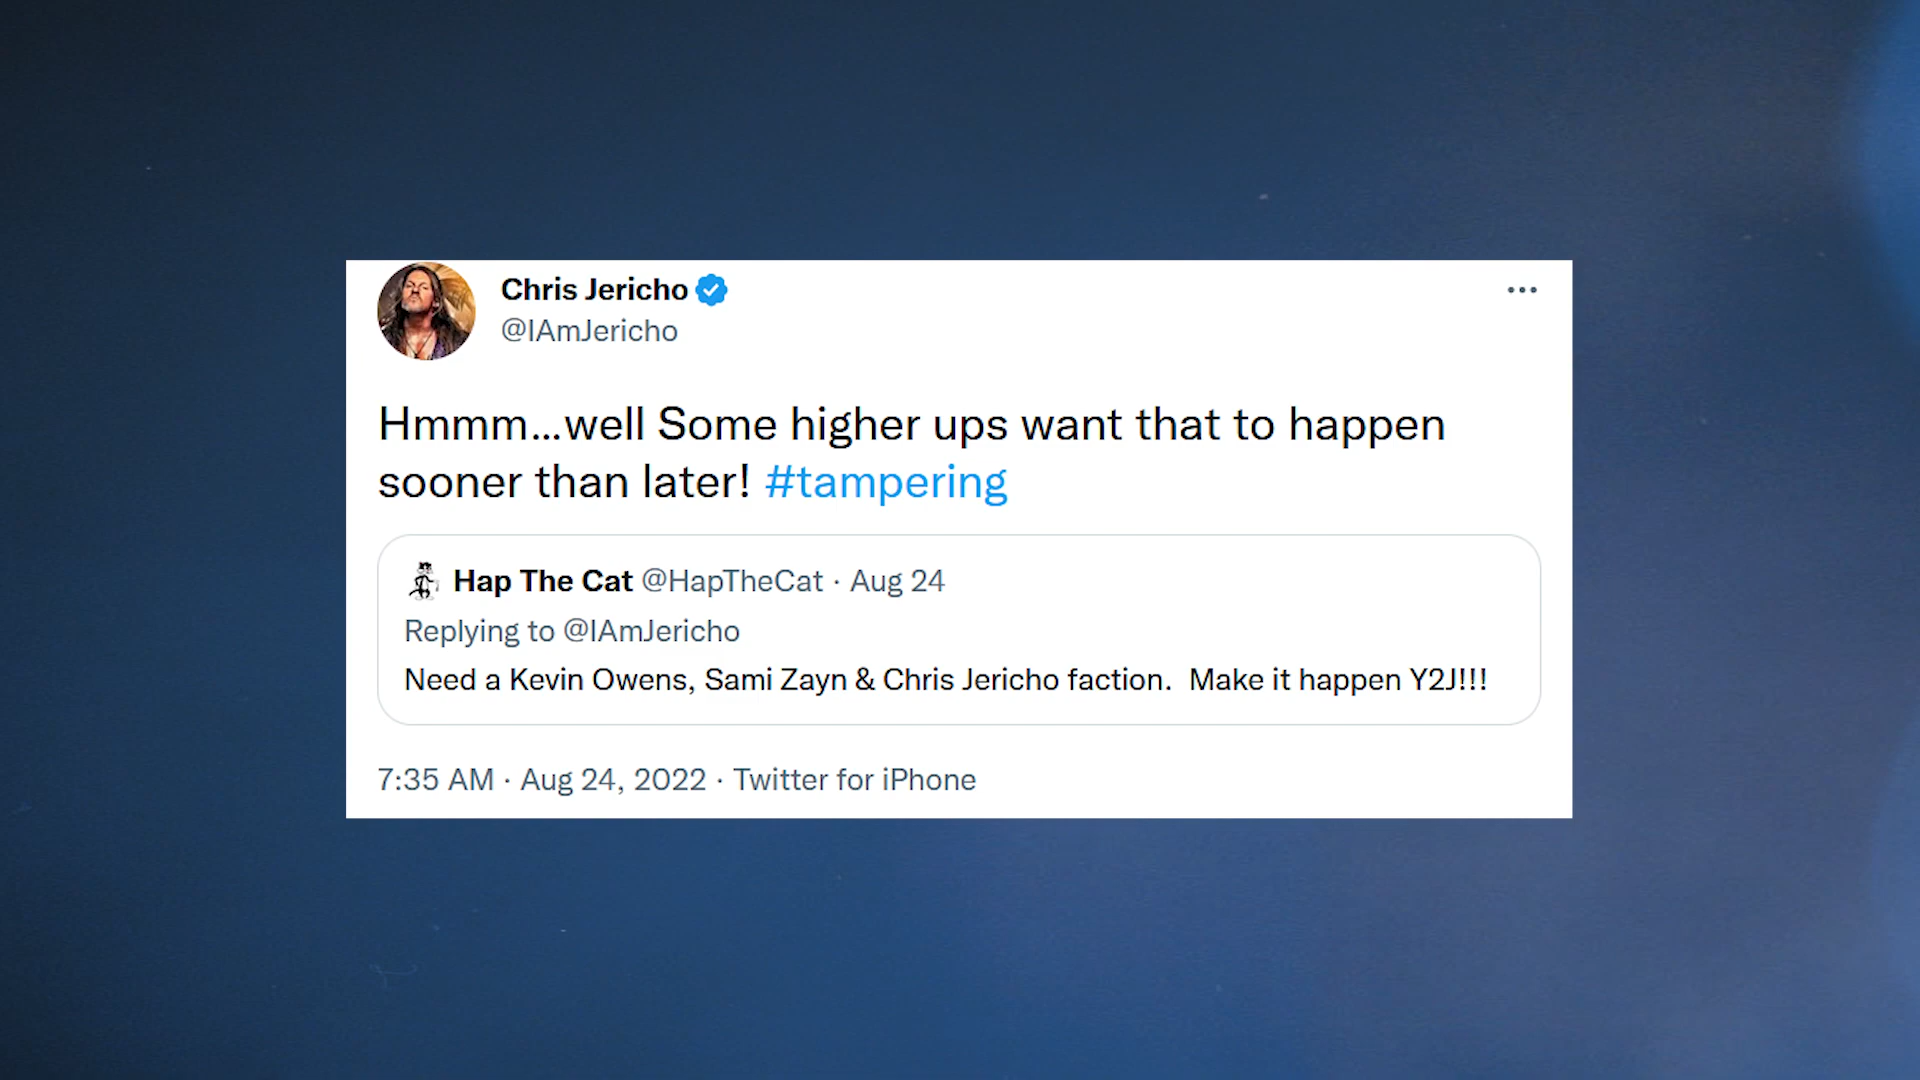 Chris Jericho
@IAmJericho
Hmmm...well Some higher ups want that to happen
sooner than later! #tampering
Hap The Cat @HapTheCat · Aug 24
Replying to @IAmJericho
Need a Kevin Owens, Sami Zayn & Chris Jericho faction.  Make it happen Y2J!!!
7:35 AM · Aug 24, 2022 · Twitter for iPhone